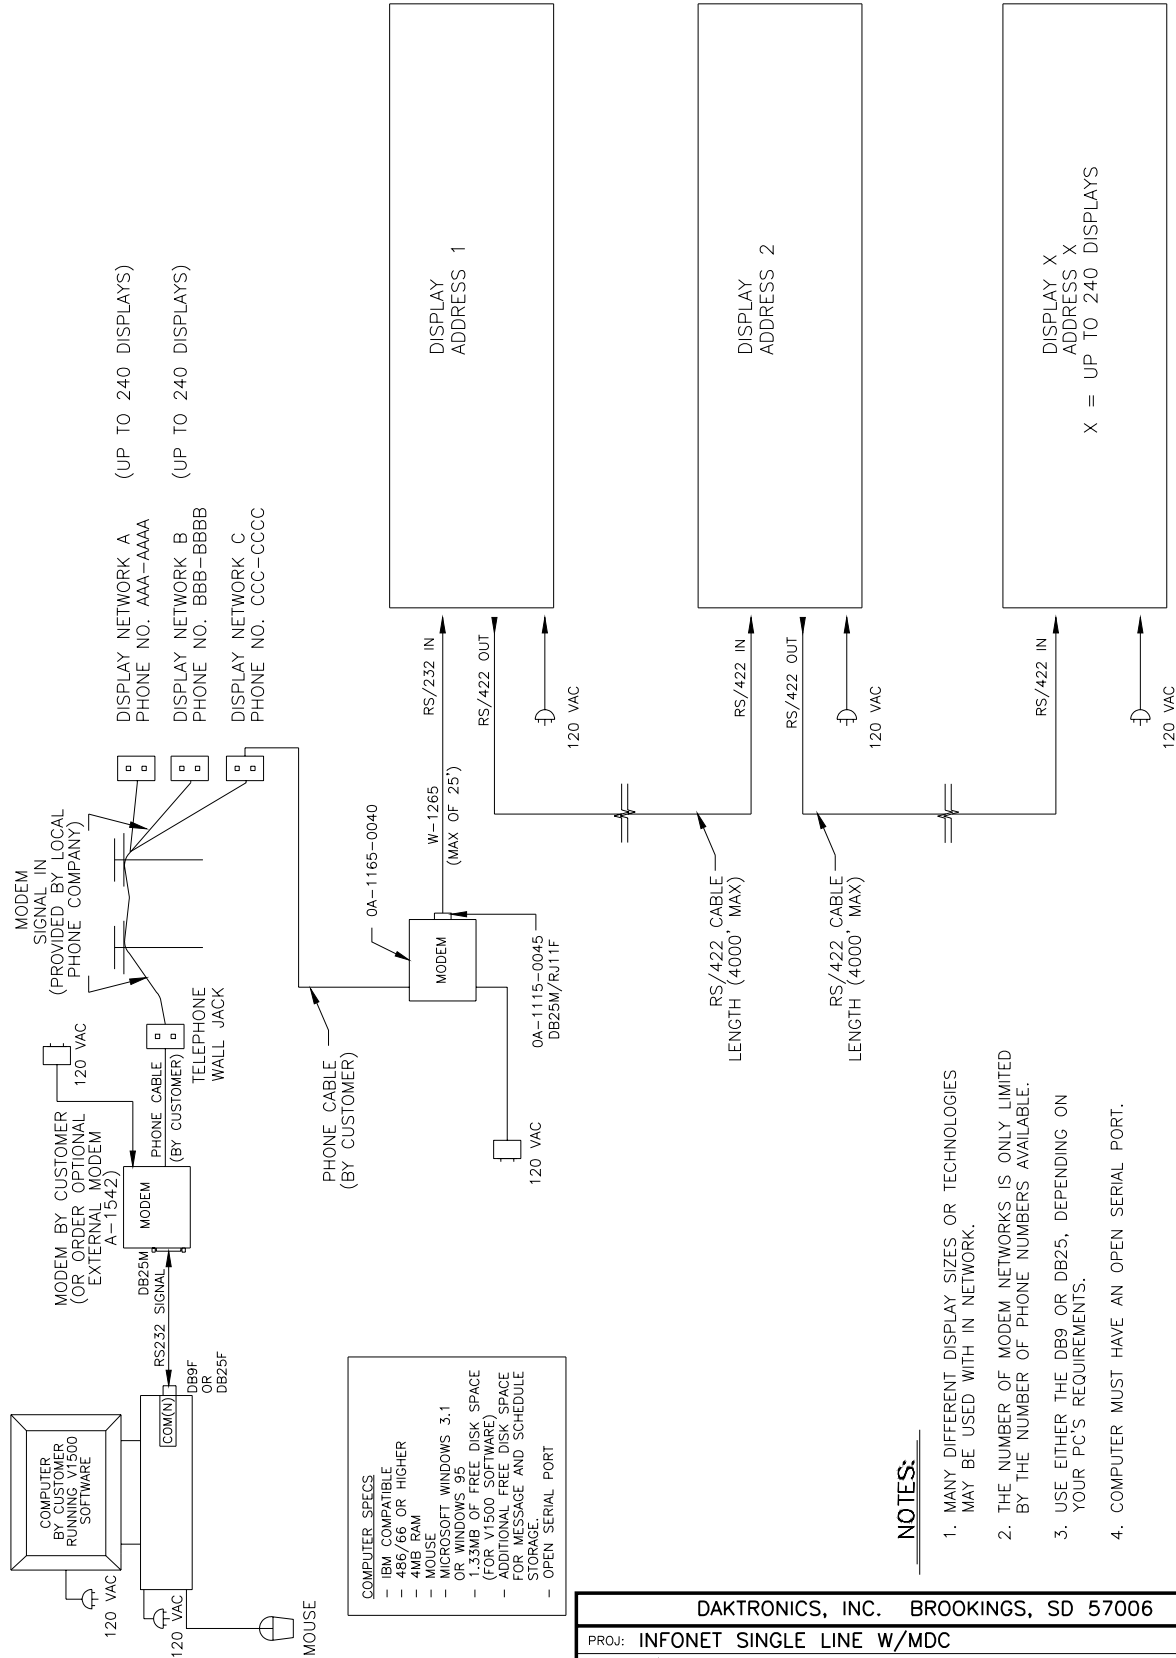 COMPUTER
BY CUSTOMER
RUNNING V1500
SOFTWARE
120 VAC
120 VAC
MOUSE
COM(N)
DB9F
OR
DB25F
RS232 SIGNAL
DB25M
MODEM BY CUSTOMER
(OR ORDER OPTIONAL
EXTERNAL MODEM
A-1542)
MODEM
120 VAC
PHONE CABLE
(BY CUSTOMER)
TELEPHONE
WALL JACK
MODEM
SIGNAL IN
(PROVIDED BY LOCAL
PHONE COMPANY)
DISPLAY NETWORK A (UP TO 240 DISPLAYS)
PHONE NO. AAA-AAAA
DISPLAY NETWORK B (UP TO 240 DISPLAYS)
PHONE NO. BBB-BBBB
DISPLAY NETWORK C
PHONE NO. CCC-CCCC
COMPUTER SPECS
- IBM COMPATIBLE
- 486/66 OR HIGHER
- 4MB RAM
- MOUSE
- MICROSOFT WINDOWS 3.1
OR WINDOWS 95
- 1.33MB OF FREE DISK SPACE
(FOR V1500 SOFTWARE)
- ADDITIONAL FREE DISK SPACE
FOR MESSAGE AND SCHEDULE
STORAGE.
- OPEN SERIAL PORT
PHONE CABLE
(BY CUSTOMER)
0A-1165-0040
MODEM
120 VAC
0A-1115-0045
DB25M/RJ11F
W-1265
(MAX OF 25')
RS/232 IN
RS/422 OUT
120 VAC
DISPLAY
ADDRESS 1
RS/422 CABLE
LENGTH (4000' MAX)
RS/422 IN
RS/422 OUT
120 VAC
DISPLAY
ADDRESS 2
RS/422 CABLE
LENGTH (4000' MAX)
RS/422 IN
120 VAC
DISPLAY X
ADDRESS X
X = UP TO 240 DISPLAYS
NOTES:
1. MANY DIFFERENT DISPLAY SIZES OR TECHNOLOGIES
MAY BE USED WITH IN NETWORK.
2. THE NUMBER OF MODEM NETWORKS IS ONLY LIMITED
BY THE NUMBER OF PHONE NUMBERS AVAILABLE.
3. USE EITHER THE DB9 OR DB25, DEPENDING ON
YOUR PC'S REQUIREMENTS.
4. COMPUTER MUST HAVE AN OPEN SERIAL PORT.
DAKTRONICS, INC. BROOKINGS, SD 57006
PROJ: INFONET SINGLE LINE W/MDC